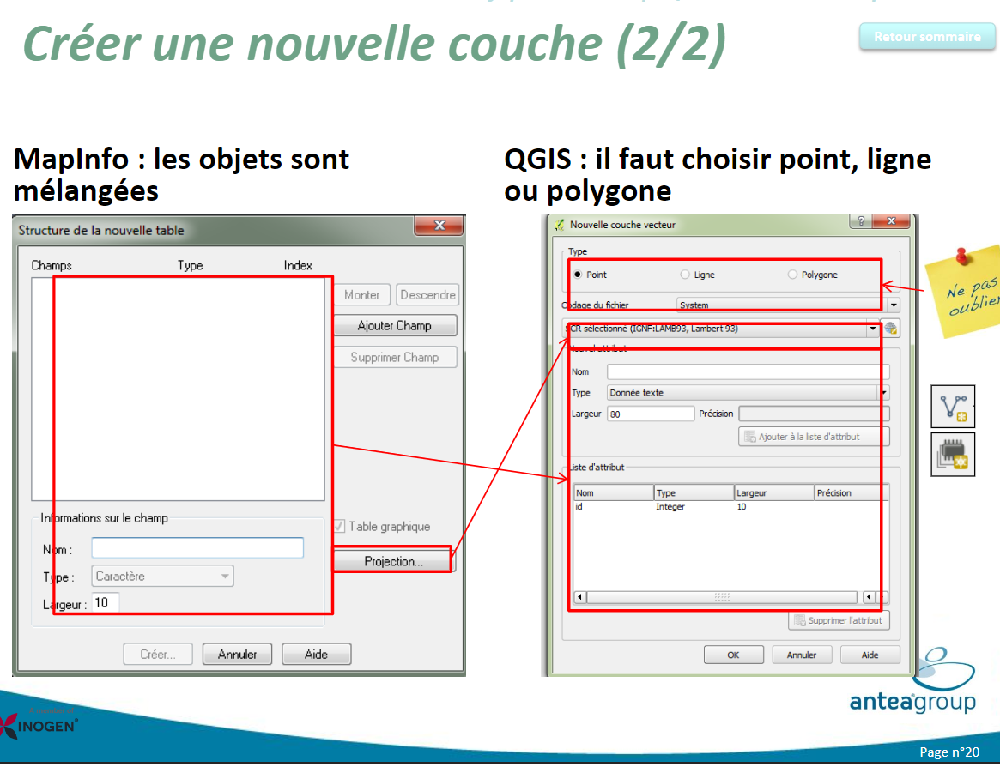 Créer une nouvelle couche (2/2)
Retour sommaire
MapInfo : les objets sont
mélangées
QGIS : il faut choisir point, ligne
ou polygone
Structure de la nouvelle table
Champs Type Index
Monter Descendre
Ajouter Champ
Supprimer Champ
Informations sur le champ
Nom :
Type : Caractère
Largeur : 10
Table graphique
Projection...
Créer... Annuler Aide
Nouvelle couche vecteur
Type
Point Ligne Polygone
Codage du fichier System
SCR sélectionné (IGNF:LAMB93, Lambert 93)
Nouvel attribut
Nom
Type Donnée texte
Largeur 80 Précision
Ajouter à la liste d'attribut
Liste d'attribut
Nom Type Largeur Précision
id Integer 10
Supprimer l'attribut
OK Annuler Aide
Ne pas
oublier
anteagroup
INOGEN®
Page n°20